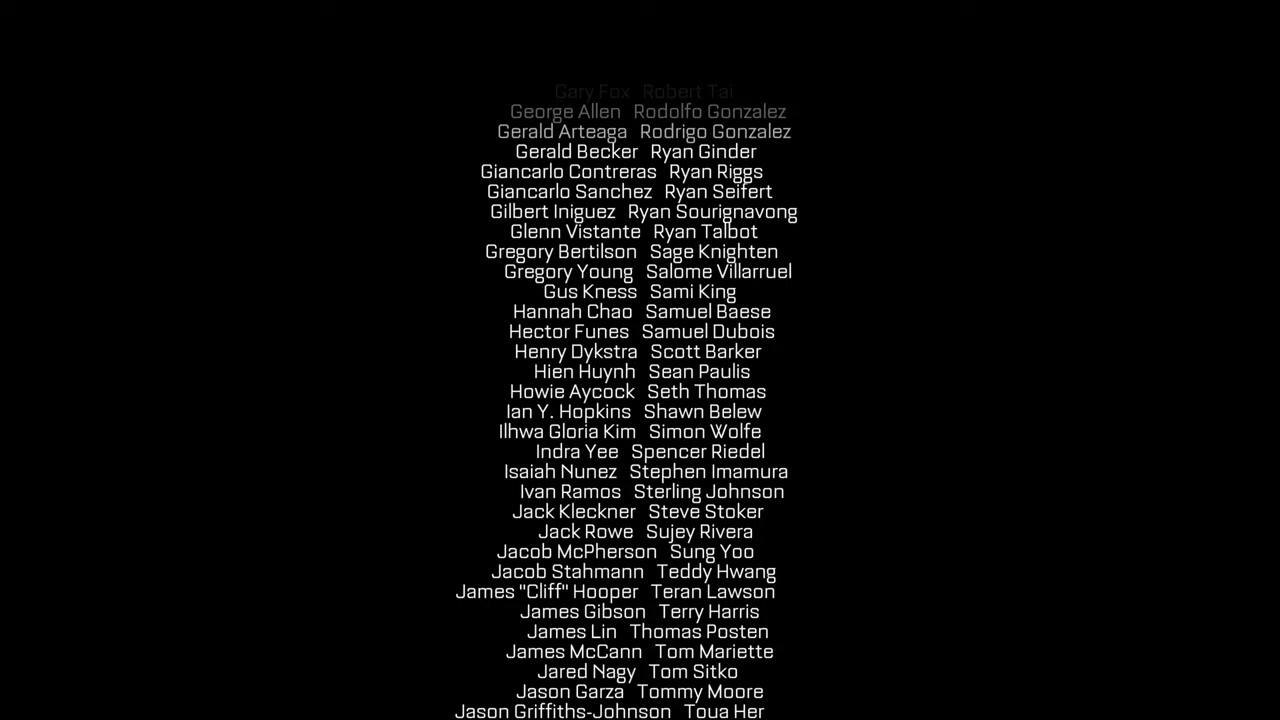 Gary Fox Robert Tai
George Allen Rodolfo Gonzalez
Gerald Arteaga Rodrigo Gonzalez
Gerald Becker Ryan Ginder
Giancarlo Contreras Ryan Riggs
Giancarlo Sanchez Ryan Seifert
Gilbert Iniguez Ryan Sourignavong
Glenn Vistante Ryan Talbot
Gregory Bertilson Sage Knighten
Gregory Young Salome Villarruel
Gus Kness Sami King
Hannah Chao Samuel Baese
Hector Funes Samuel Dubois
Henry Dykstra Scott Barker
Hien Huynh Sean Paulis
Howie Aycock Seth Thomas
Ian Y. Hopkins Shawn Belew
Ilhwa Gloria Kim Simon Wolfe
Indra Yee Spencer Riedel
Isaiah Nunez Stephen Imamura
Ivan Ramos Sterling Johnson
Jack Kleckner Steve Stoker
Jack Rowe Sujey Rivera
Jacob McPherson Sung Yoo
Jacob Stahmann Teddy Hwang
James "Cliff" Hooper Teran Lawson
James Gibson Terry Harris
James Lin Thomas Posten
James McCann Tom Mariette
Jared Nagy Tom Sitko
Jason Garza Tommy Moore
Jason Griffiths-Johnson Toua Her